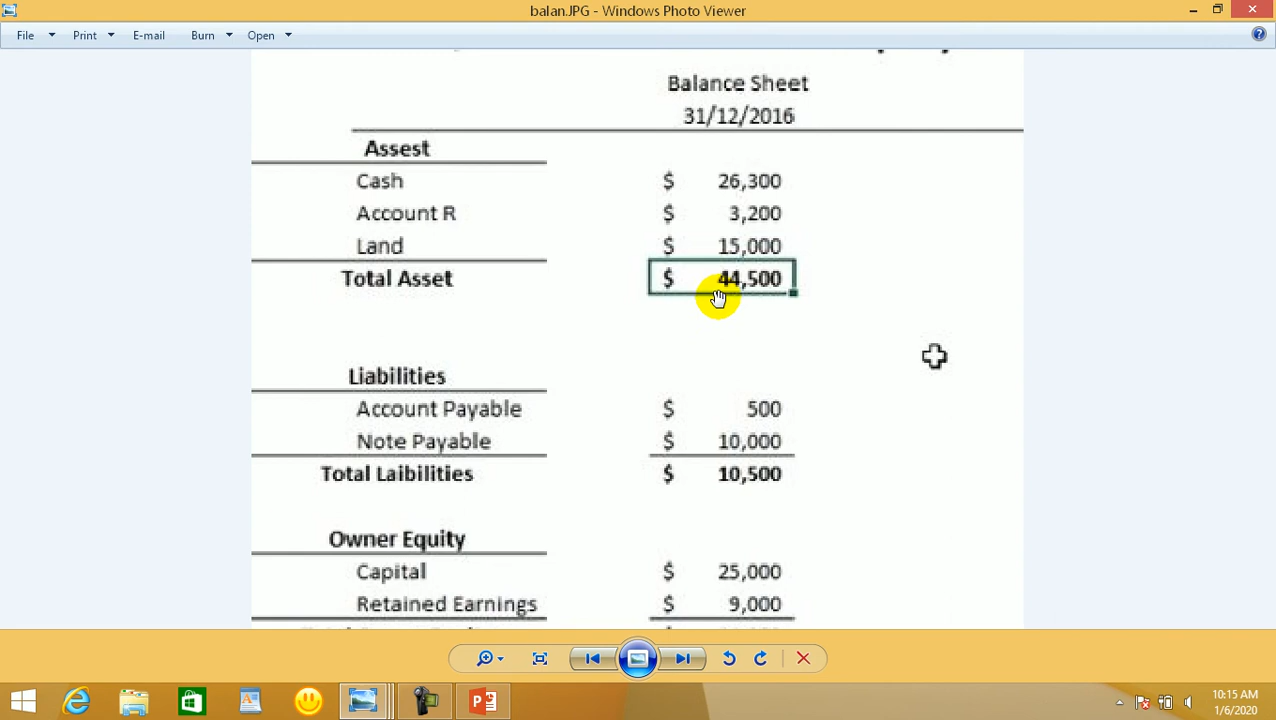 balan.JPG - Windows Photo Viewer
File Print E-mail Burn Open
Balance Sheet
31/12/2016
Assest
Cash $ 26,300
Account R $ 3,200
Land $ 15,000
Total Asset $ 44,500
Liabilities
Account Payable $ 500
Note Payable $ 10,000
Total Laibilities $ 10,500
Owner Equity
Capital $ 25,000
Retained Earnings $ 9,000
10:15 AM
1/6/2020